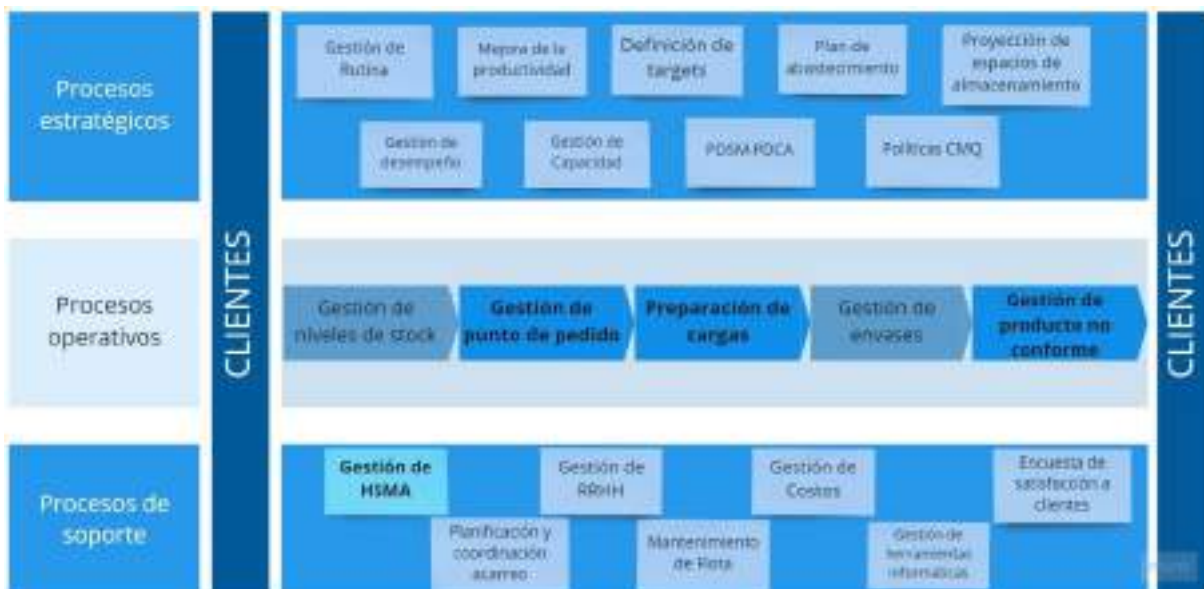 Procesos
estratégicos
CLIENTES
Gestión de
Rutina
Mejora de la
productividad
Definición de
targets
Plan de
abastecimiento
Proyección de
espacios de
almacenamiento
Gestión de
desempeño
Gestión de
Capacidad
Políticas CMQ
CLIENTES
Procesos
operativos
Gestión de
niveles de stock
Gestión de
punto de pedido
Preparación de
cargas
Gestión de
envases
Gestión de
producto no
conforme
Procesos de
soporte
Gestión de
HSMA
Gestión de
RRHH
Gestión de
Costos
Encuesta de
satisfacción a
clientes
Planificación y
coordinación
acarreo
Mantenimiento
de Flota
Gestión de
herramientas
informáticas